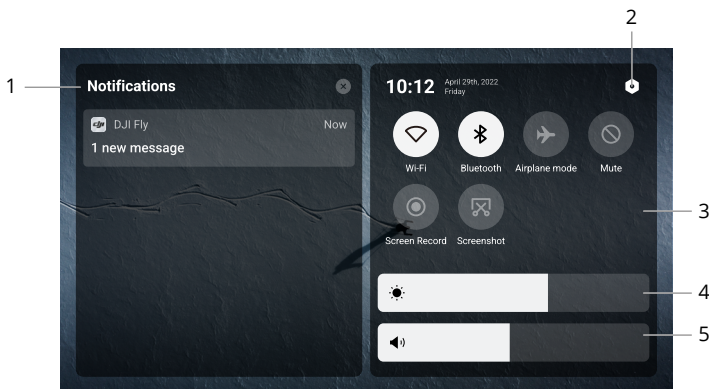 2
1
Notifications
10:12
April 29th, 2022
Friday
dji
DJI Fly
Now
1 new message
Wi-Fi
Bluetooth
Airplane mode
Mute
3
Screen Record
Screenshot
4
5